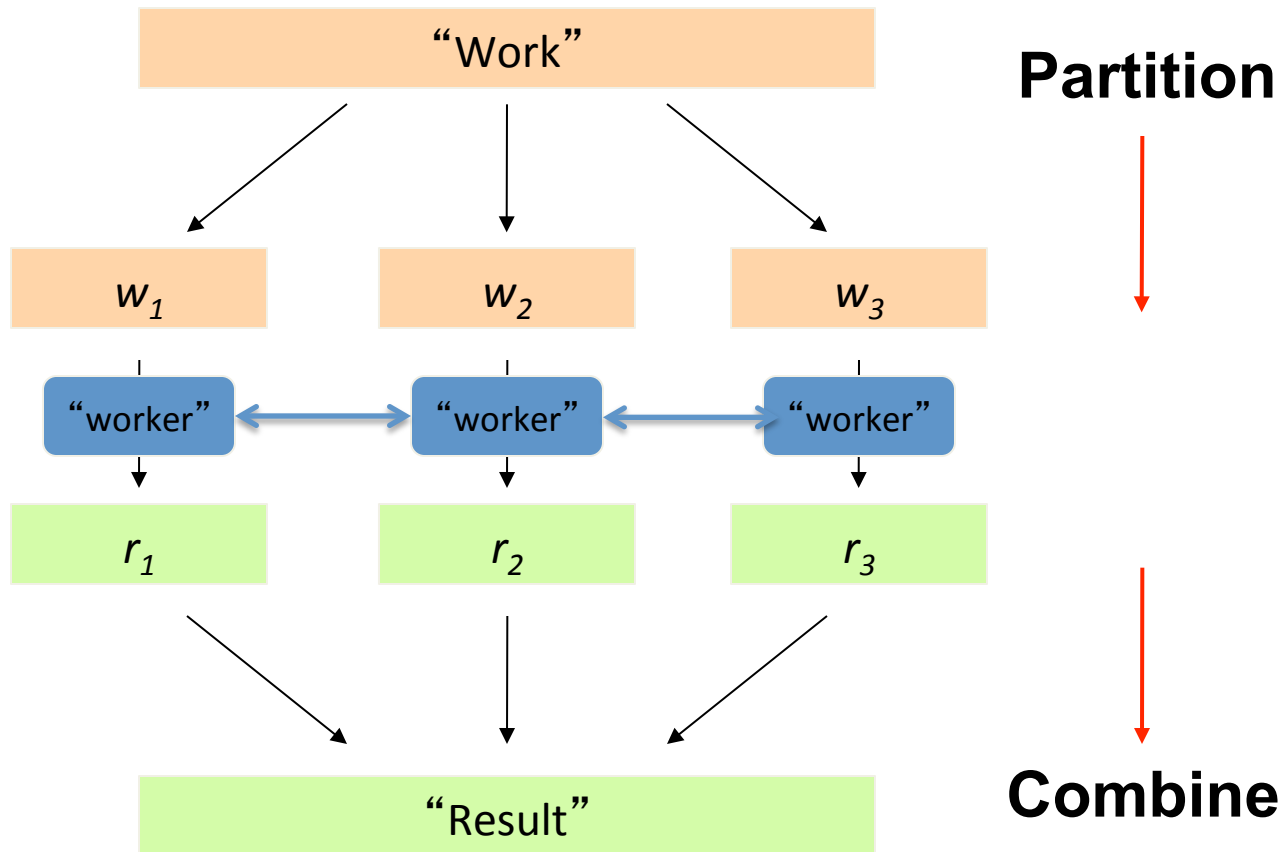 “Work”
Partition
w1 w2 w3
“worker” “worker” “worker”
r1 r2 r3
“Result”
Combine